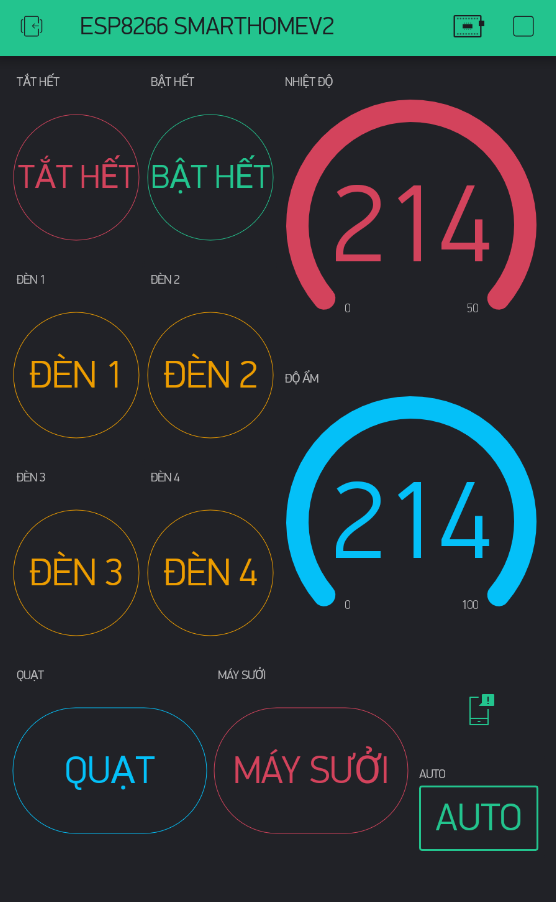 ESP8266 SMARTHOMEV2
TẮT HẾT
BẬT HẾT
NHIỆT ĐỘ
TẮT HẾT
BẬT HẾT
214
0
50
ĐÈN 1
ĐÈN 2
ĐÈN 1
ĐÈN 2
ĐỘ ẨM
214
0
100
ĐÈN 3
ĐÈN 4
ĐÈN 3
ĐÈN 4
QUẠT
MÁY SƯỞI
QUẠT
MÁY SƯỞI
AUTO
AUTO